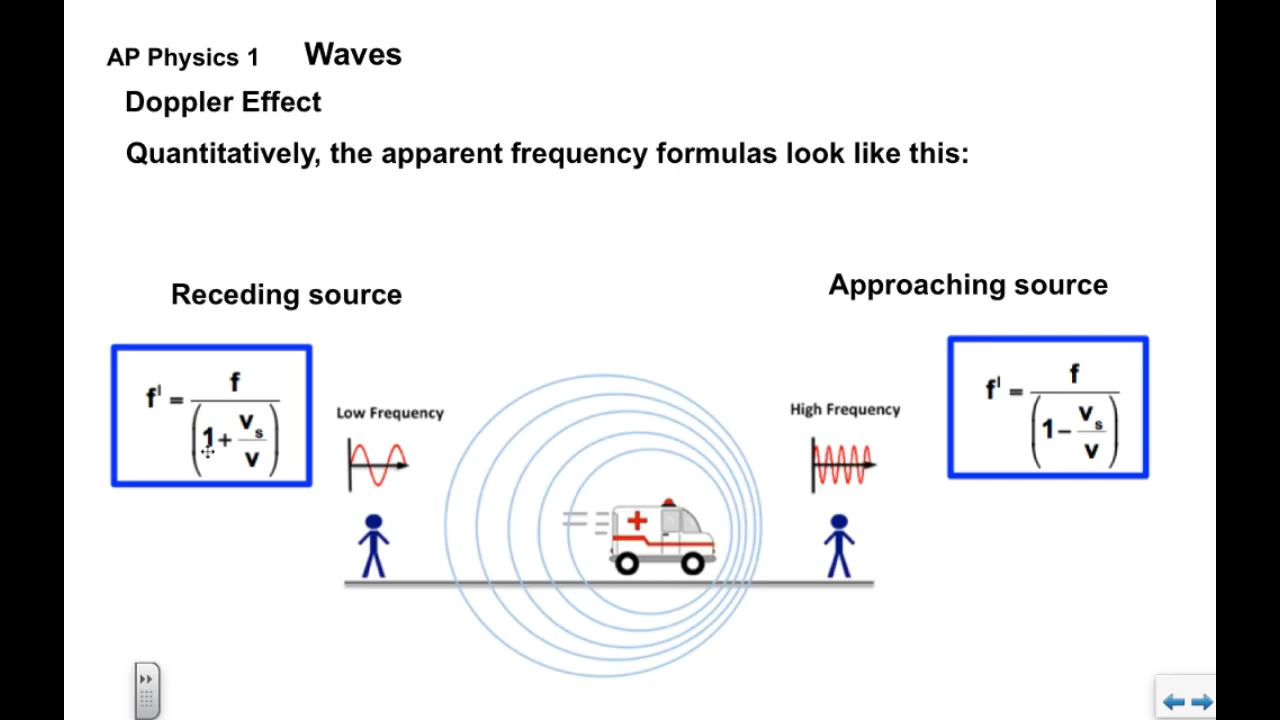 AP Physics 1 Waves
Doppler Effect
Quantitatively, the apparent frequency formulas look like this:
Receding source
Approaching source
f' = f / (1 + vs / v)
f' = f / (1 - vs / v)
Low Frequency
High Frequency